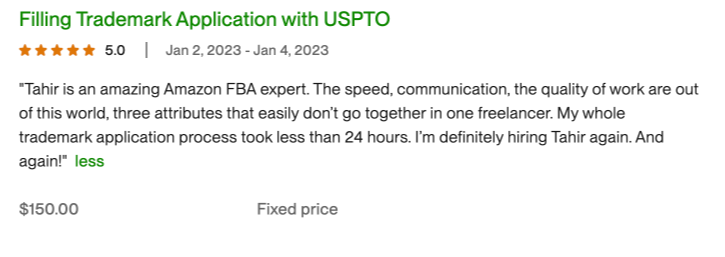 Filling Trademark Application with USPTO
5.0 | Jan 2, 2023 - Jan 4, 2023
"Tahir is an amazing Amazon FBA expert. The speed, communication, the quality of work are out
of this world, three attributes that easily don't go together in one freelancer. My whole
trademark application process took less than 24 hours. I'm definitely hiring Tahir again. And
again!" less
$150.00 Fixed price